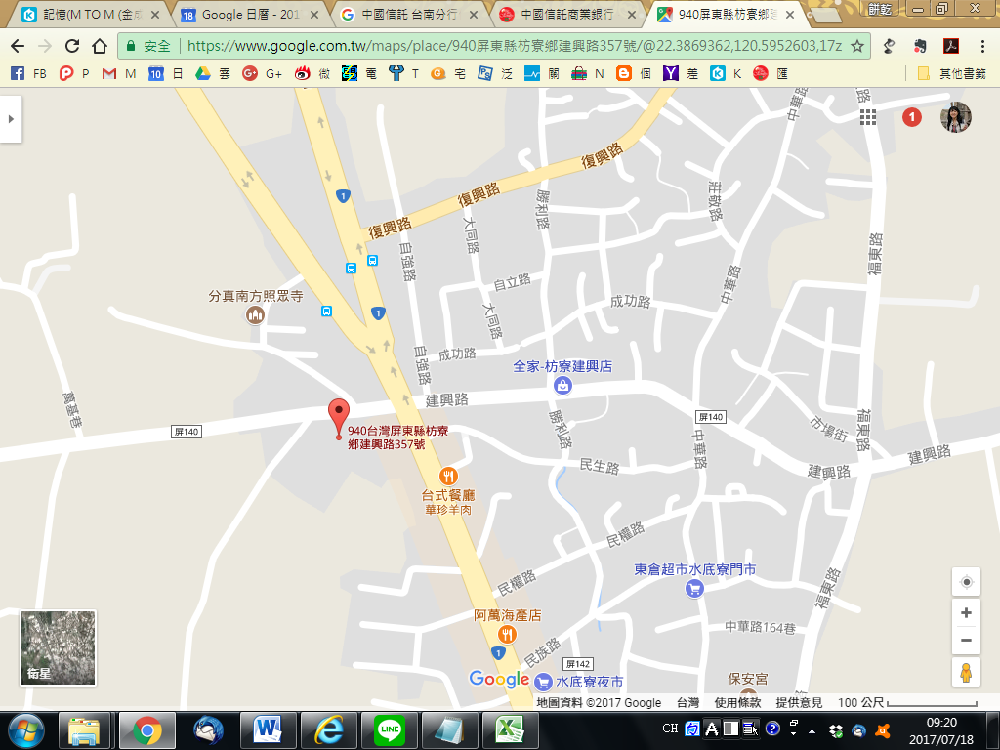 記憶(M TO M (金成
Google 日曆 - 201
中國信託 台南分行
中國信託商業銀行
940屏東縣枋寮鄉建
餅乾
安全
https://www.google.com.tw/maps/place/940屏東縣枋寮鄉建興路357號/@22.3869362,120.5952603,17z
FB
P
M
日
雲
G+
微
電
T
宅
泛
關
N
個
差
K
匯
其他書籤
1
中華路
福東路
復興路
復興路
復興路
1
勝利路
莊敬路
大同路
自強路
自立路
中華路
福東路
分真南方照眾寺
成功路
大同路
1
自強路
成功路
全家-枋寮建興店
建興路
萬基巷
屏140
940台灣屏東縣枋寮
鄉建興路357號
屏140
勝利路
市場街
福東路
中華路
建興路
建興路
民生路
台式餐廳
華珍羊肉
民權路
東倉超市水底寮門市
民權路
福東路
阿萬海產店
中華路164巷
民族路
1
屏142
保安宮
水底寮夜市
衛星
Google
地圖資料 ©2017 Google
台灣
使用條款
提供意見
100 公尺
CH
09:20
2017/07/18